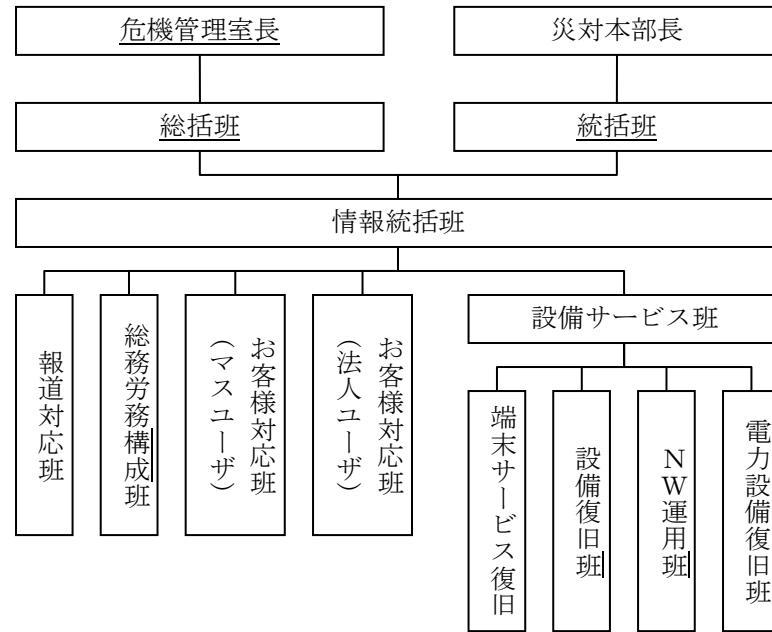 危機管理室長
災対本部長
総括班
統括班
情報統括班
報道対応班
総務労務構成班
お客様対応班
(マスユーザ)
お客様対応班
(法人ユーザ)
設備サービス班
端末サービス復旧
設備復旧班
NW運用班
電力設備復旧班